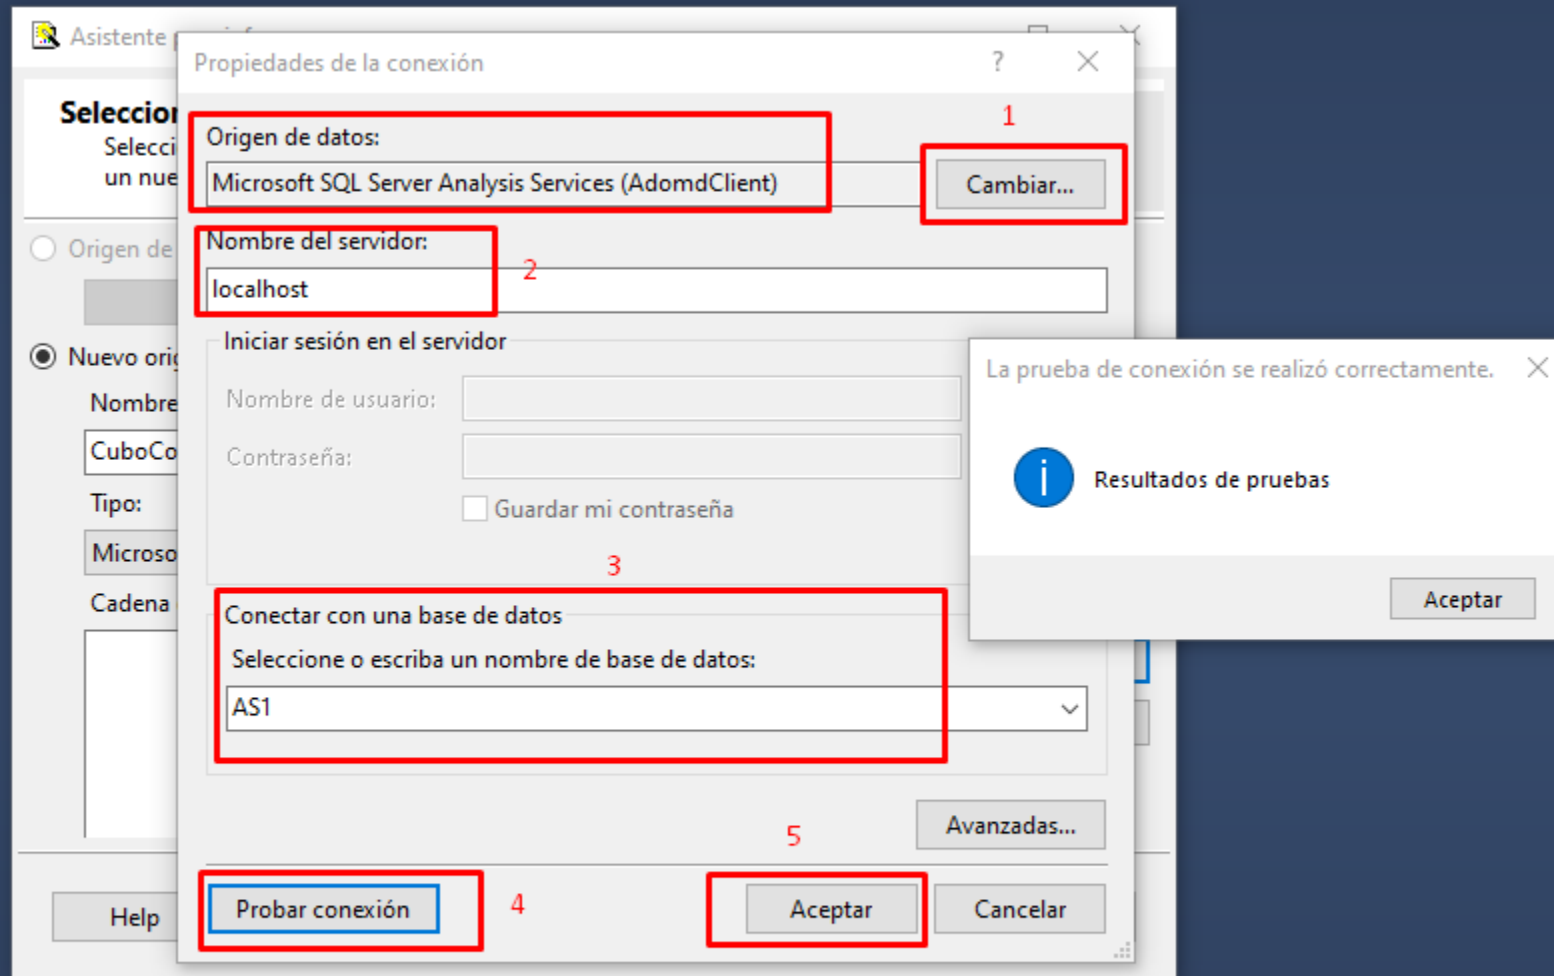 Asistente
Propiedades de la conexión
?
Seleccion
Selecci
un nue
1
Origen de datos:
Microsoft SQL Server Analysis Services (AdomdClient)
Cambiar...
Nombre del servidor:
2
localhost
Origen de
Iniciar sesión en el servidor
Nuevo orig
Nombre de usuario:
Nombre
Contraseña:
CuboCo
Guardar mi contraseña
Tipo:
Microso
Cadena
La prueba de conexión se realizó correctamente.
Resultados de pruebas
Aceptar
3
Conectar con una base de datos
Seleccione o escriba un nombre de base de datos:
AS1
Avanzadas...
5
Help
Probar conexión
4
Aceptar
Cancelar